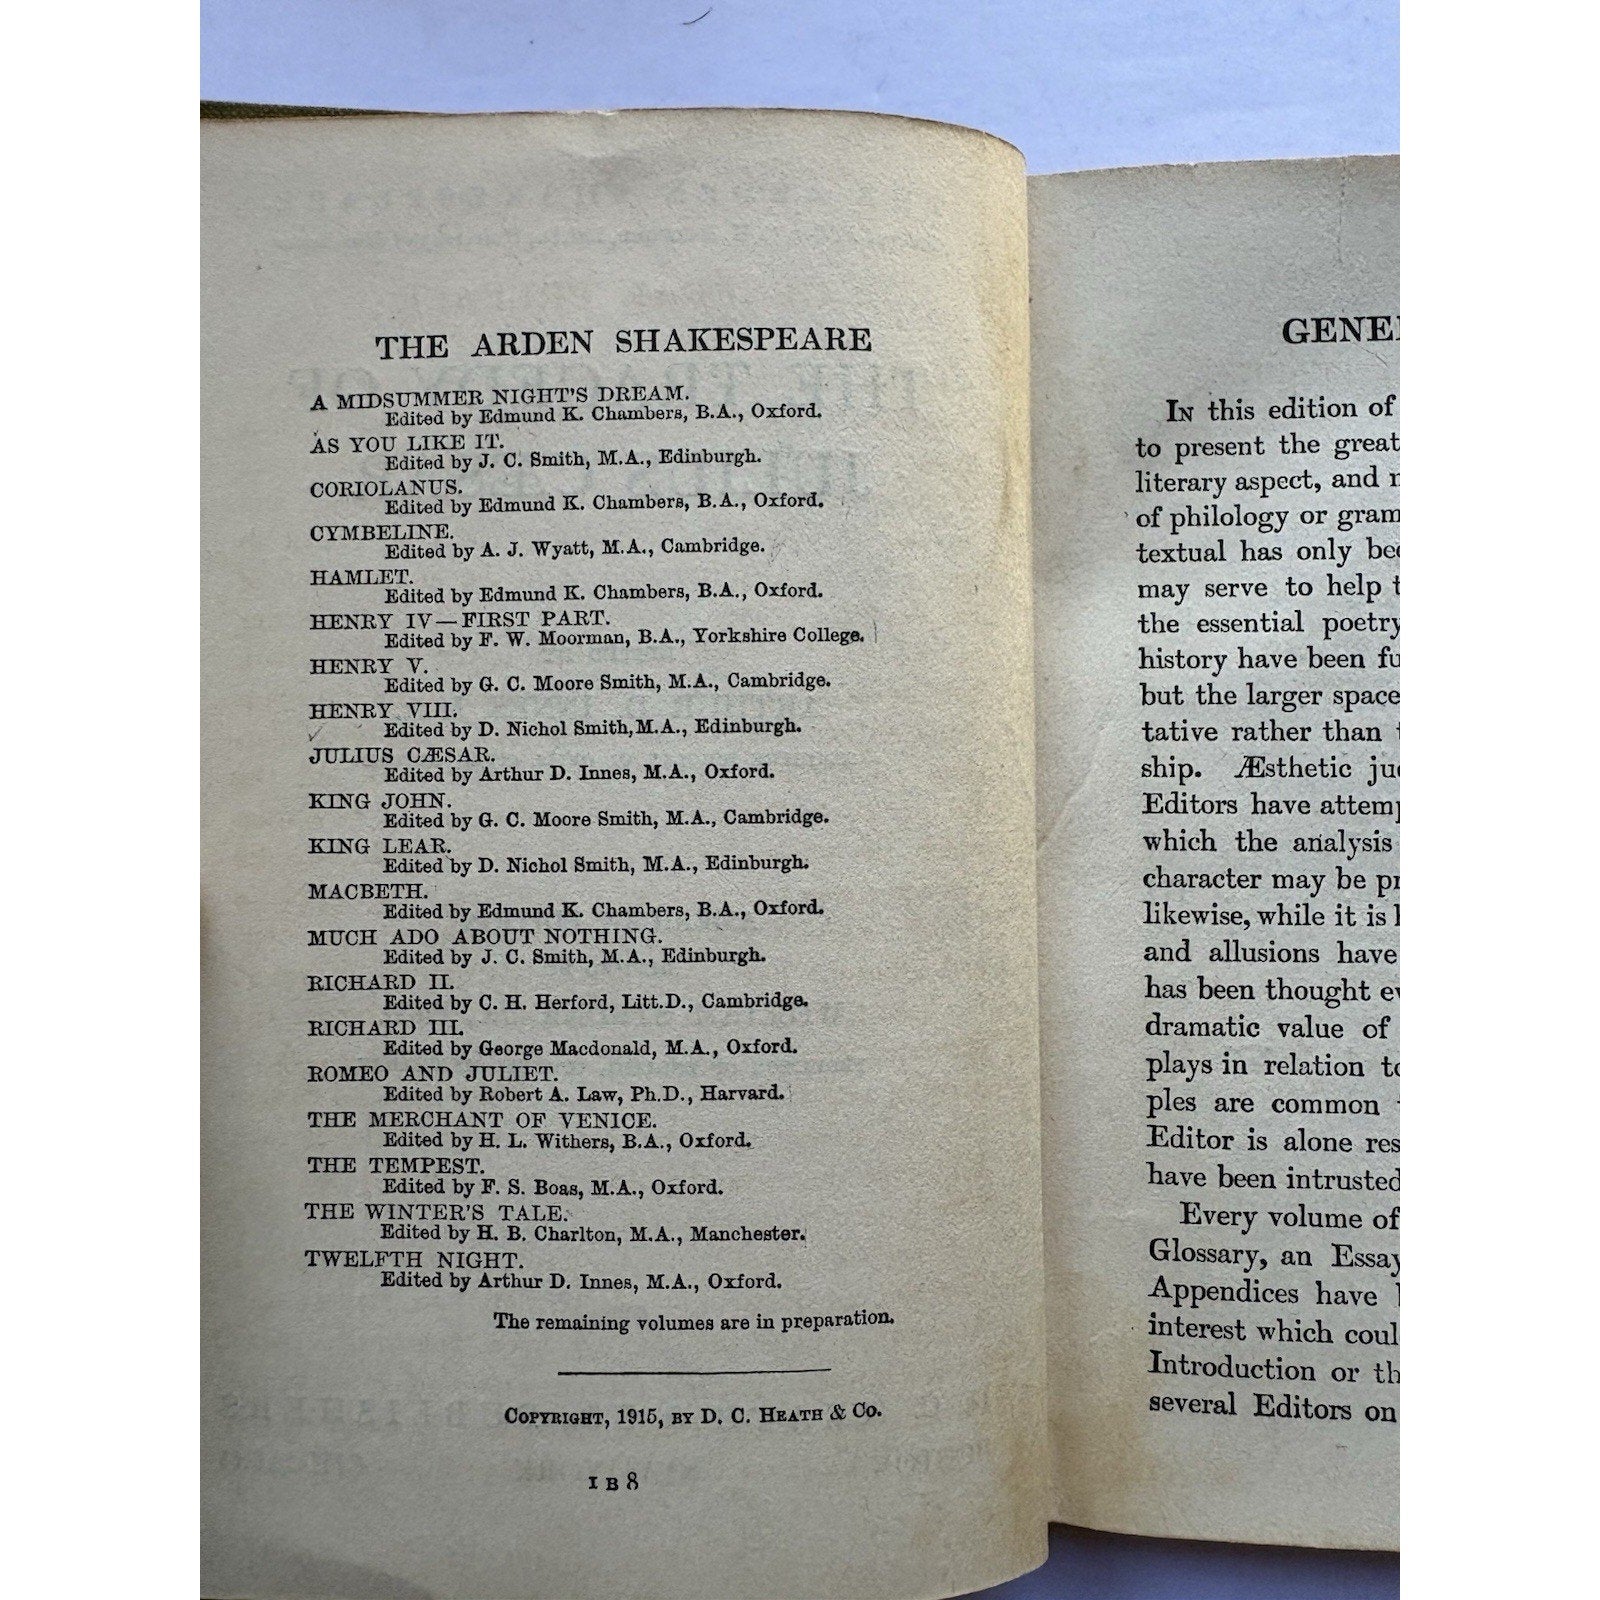 THE ARDEN SHAKESPEARE
A MIDSUMMER NIGHT'S DREAM.
Edited by Edmund K. Chambers, B.A., Oxford.
AS YOU LIKE IT.
Edited by J. C. Smith, M.A., Edinburgh.
CORIOLANUS.
Edited by Edmund K. Chambers, B.A., Oxford.
CYMBELINE.
Edited by A. J. Wyatt, M.A., Cambridge.
HAMLET.
Edited by Edmund K. Chambers, B.A., Oxford.
HENRY IV—FIRST PART.
Edited by F. W. Moorman, B.A., Yorkshire College.
HENRY V.
Edited by G. C. Moore Smith, M.A., Cambridge.
HENRY VIII.
Edited by D. Nichol Smith, M.A., Edinburgh.
JULIUS CÆSAR.
Edited by Arthur D. Innes, M.A., Oxford.
KING JOHN.
Edited by G. C. Moore Smith, M.A., Cambridge.
KING LEAR.
Edited by D. Nichol Smith, M.A., Edinburgh.
MACBETH.
Edited by Edmund K. Chambers, B.A., Oxford.
MUCH ADO ABOUT NOTHING.
Edited by J. C. Smith, M.A., Edinburgh.
RICHARD II.
Edited by C. H. Herford, Litt.D., Cambridge.
RICHARD III.
Edited by George Macdonald, M.A., Oxford.
ROMEO AND JULIET.
Edited by Robert A. Law, Ph.D., Harvard.
THE MERCHANT OF VENICE.
Edited by H. L. Withers, B.A., Oxford.
THE TEMPEST.
Edited by F. S. Boas, M.A., Oxford.
THE WINTER'S TALE.
Edited by H. B. Charlton, M.A., Manchester.
TWELFTH NIGHT.
Edited by Arthur D. Innes, M.A., Oxford.
The remaining volumes are in preparation.
COPYRIGHT, 1915, BY D. C. HEATH & CO.
I B 8
GENE
IN this edition of
to present the great
literary aspect, and
of philology or gram
textual has only bee
may serve to help
the essential poetry
history have been fu
but the larger space
tative rather than
ship. Æsthetic ju
Editors have attemp
which the analysis
character may be pr
likewise, while it is
and allusions have
has been thought ev
dramatic value of
plays in relation to
ples are common
Editor is alone res
have been intrusted
Every volume of
Glossary, an Essay
Appendices have
interest which coul
Introduction or th
several Editors on